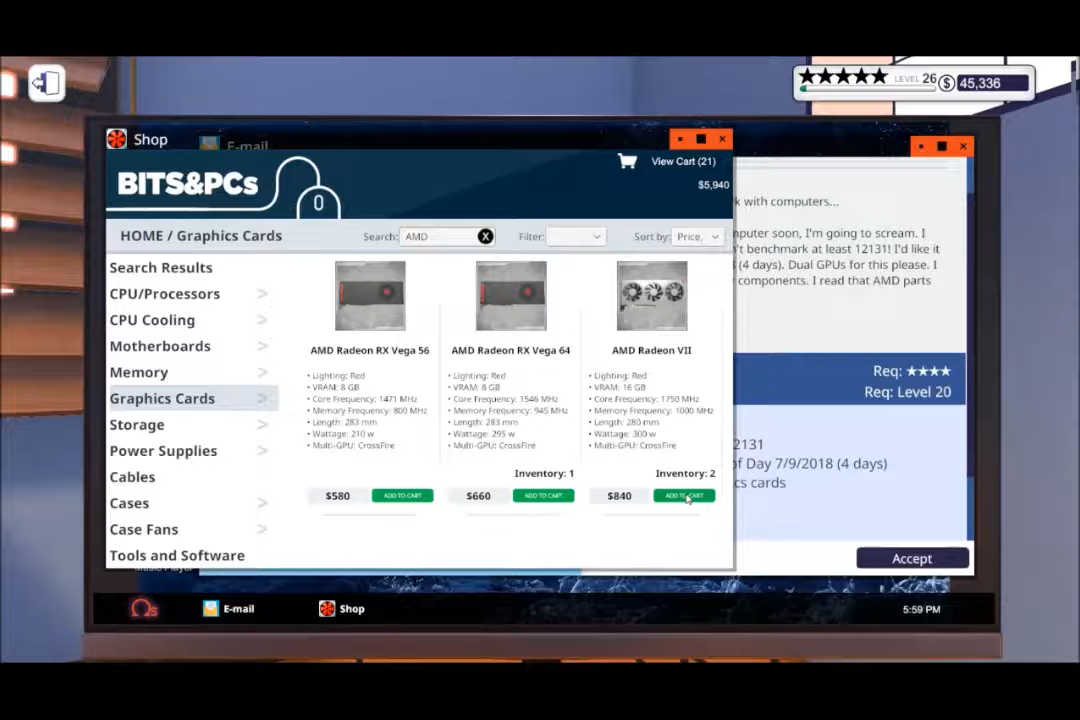 LEVEL 26
$ 45,336
Shop
E-mail
BITS&PCs
0
View Cart (21)
$5,940
HOME / Graphics Cards
Search: AMD X
Filter:
Sort by: Price,
Search Results
CPU/Processors >
CPU Cooling >
Motherboards >
Memory >
Graphics Cards >
Storage >
Power Supplies >
Cables
Cases >
Case Fans >
Tools and Software
AMD Radeon RX Vega 56
• Lighting: Red
• VRAM: 8 GB
• Core Frequency: 1471 MHz
• Memory Frequency: 800 MHz
• Length: 283 mm
• Wattage: 210 w
• Multi-GPU: CrossFire
$580
ADD TO CART
AMD Radeon RX Vega 64
• Lighting: Red
• VRAM: 8 GB
• Core Frequency: 1546 MHz
• Memory Frequency: 945 MHz
• Length: 283 mm
• Wattage: 295 w
• Multi-GPU: CrossFire
Inventory: 1
$660
ADD TO CART
AMD Radeon VII
• Lighting: Red
• VRAM: 16 GB
• Core Frequency: 1750 MHz
• Memory Frequency: 1000 MHz
• Length: 280 mm
• Wattage: 300 w
• Multi-GPU: CrossFire
Inventory: 2
$840
ADD TO CART
k with computers...
mputer soon, I'm going to scream. I
n't benchmark at least 12131! I'd like it
(4 days). Dual GPUs for this please. I
components. I read that AMD parts
Req: ★★★★
Req: Level 20
2131
of Day 7/9/2018 (4 days)
cs cards
Accept
E-mail
Shop
5:59 PM